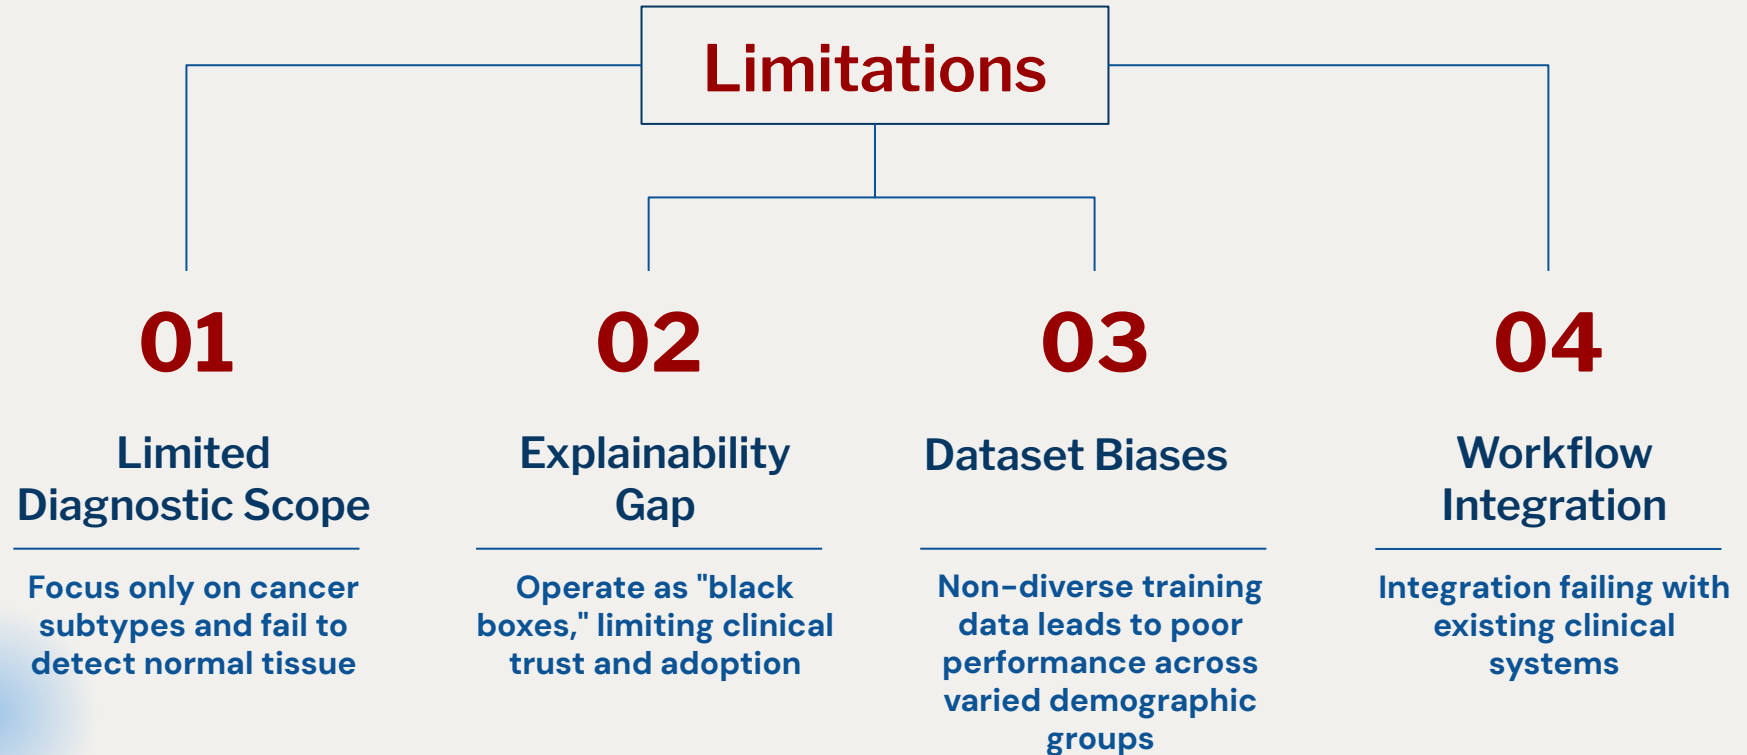 Limitations
01
Limited
Diagnostic Scope
Focus only on cancer
subtypes and fail to
detect normal tissue
02
Explainability
Gap
Operate as "black
boxes," limiting clinical
trust and adoption
03
Dataset Biases
Non-diverse training
data leads to poor
performance across
varied demographic
groups
04
Workflow
Integration
Integration failing with
existing clinical
systems